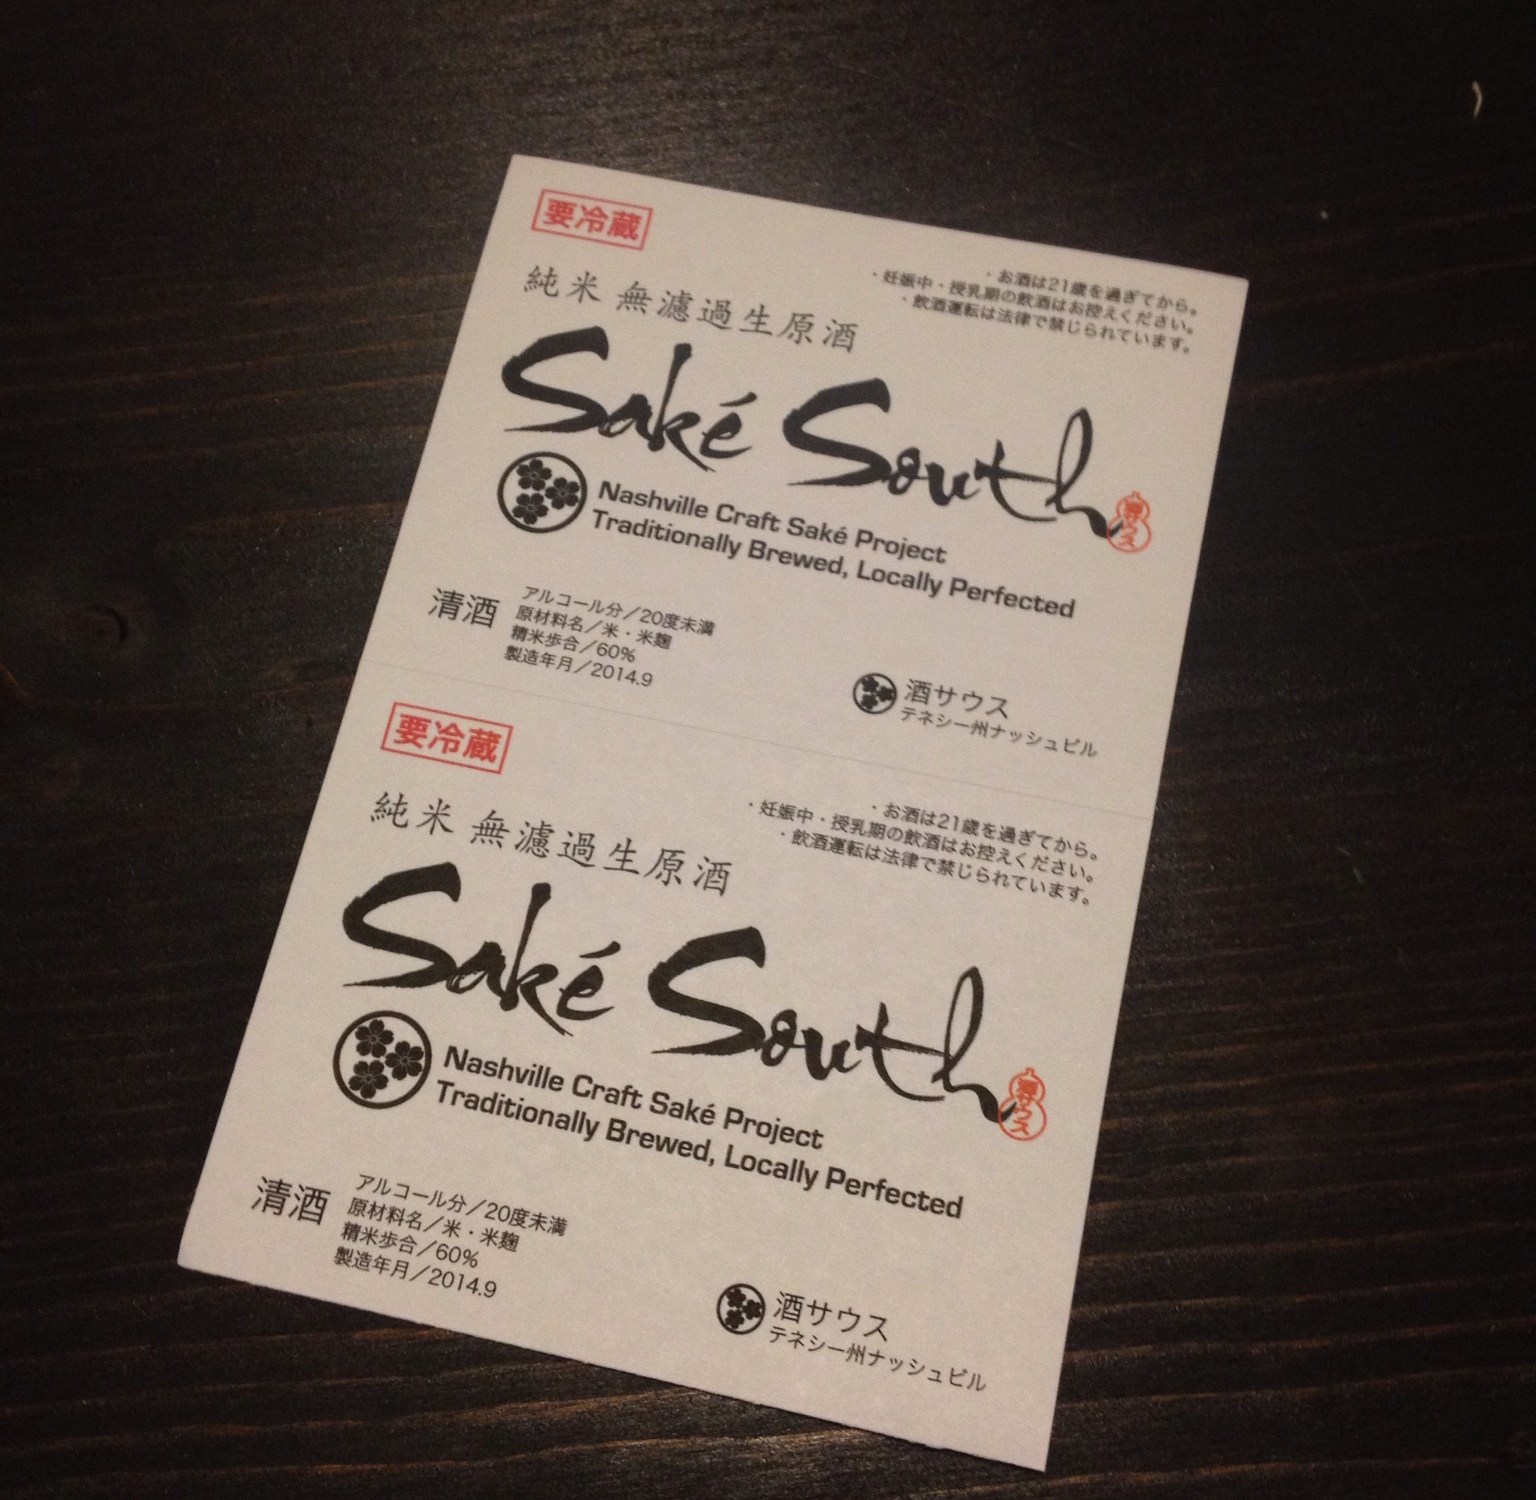 要冷蔵
・お酒は21歳を過ぎてから。
・妊娠中・授乳期の飲酒はお控えください。
・飲酒運転は法律で禁じられています。
純米 無濾過生原酒
Saké South
酒サウス
Nashville Craft Saké Project
Traditionally Brewed, Locally Perfected
清酒
アルコール分／20度未満
原材料名／米・米麹
精米歩合／60%
製造年月／2014.9
酒サウス
テネシー州ナッシュビル
要冷蔵
・お酒は21歳を過ぎてから。
・妊娠中・授乳期の飲酒はお控えください。
・飲酒運転は法律で禁じられています。
純米 無濾過生原酒
Saké South
酒サウス
Nashville Craft Saké Project
Traditionally Brewed, Locally Perfected
清酒
アルコール分／20度未満
原材料名／米・米麹
精米歩合／60%
製造年月／2014.9
酒サウス
テネシー州ナッシュビル